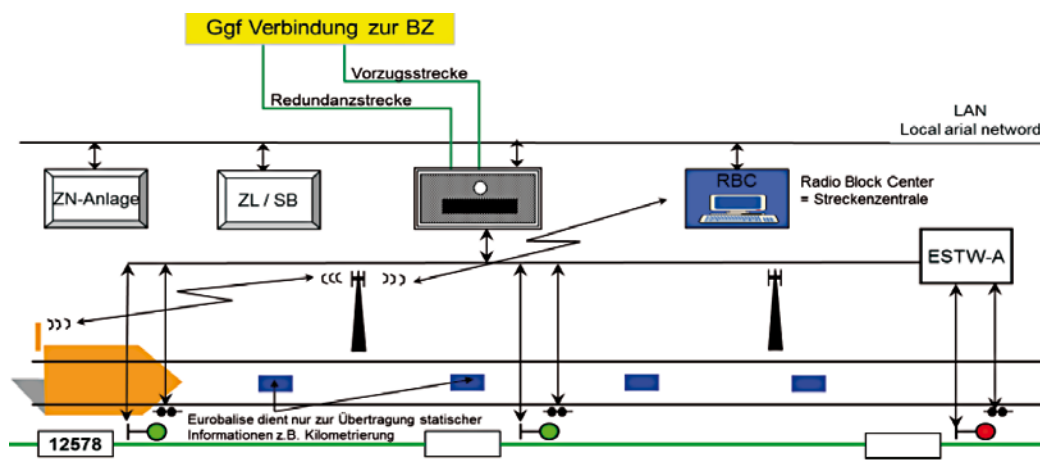 Ggf Verbindung zur BZ
Vorzugsstrecke
Redundanzstrecke
LAN
Local arial netword
ZN-Anlage
ZL / SB
RBC
Radio Block Center
= Streckenzentrale
ESTW-A
Eurobalise dient nur zur Übertragung statischer
Informationen z.B. Kilometrierung
12578